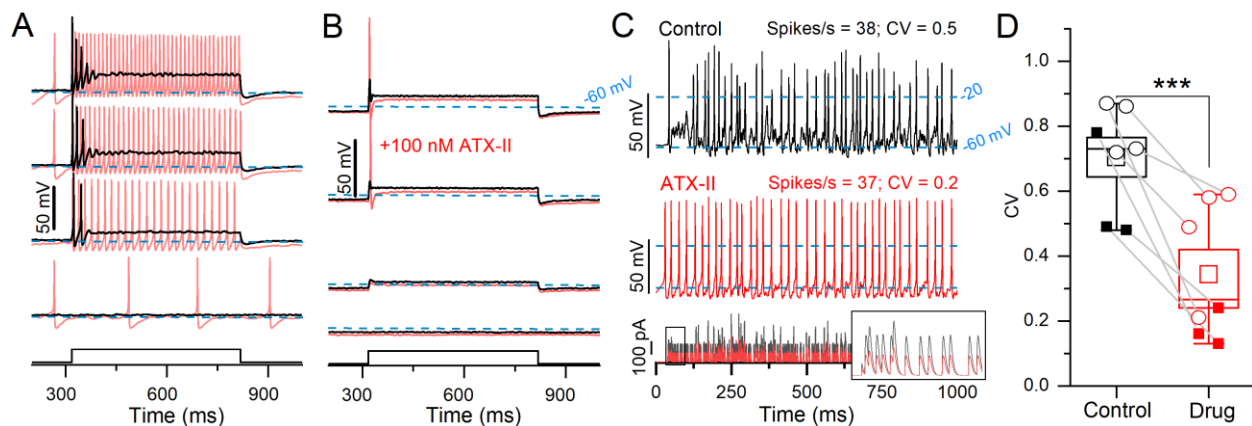 A
50 mV
300
600
900
Time (ms)
B
-60 mV
+100 nM ATX-II
50 mV
300
600
900
Time (ms)
C
Control
Spikes/s = 38; CV = 0.5
50 mV
-20
-60 mV
ATX-II
Spikes/s = 37; CV = 0.2
50 mV
100 pA
0
250
500
750
1000
Time (ms)
D
CV
1.0
0.8
0.6
0.4
0.2
0.0
***
Control
Drug